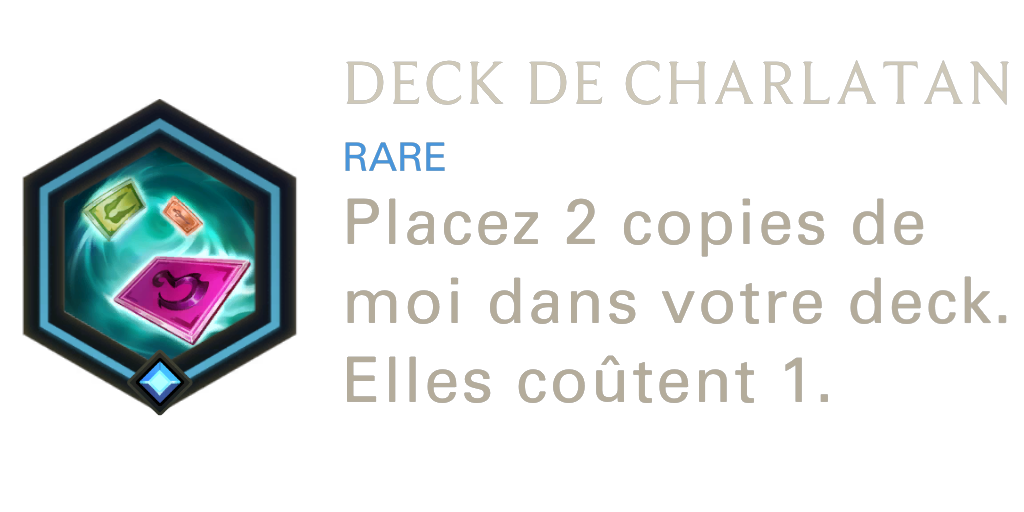 DECK DE CHARLATAN
RARE
Placez 2 copies de
moi dans votre deck.
Elles coûtent 1.